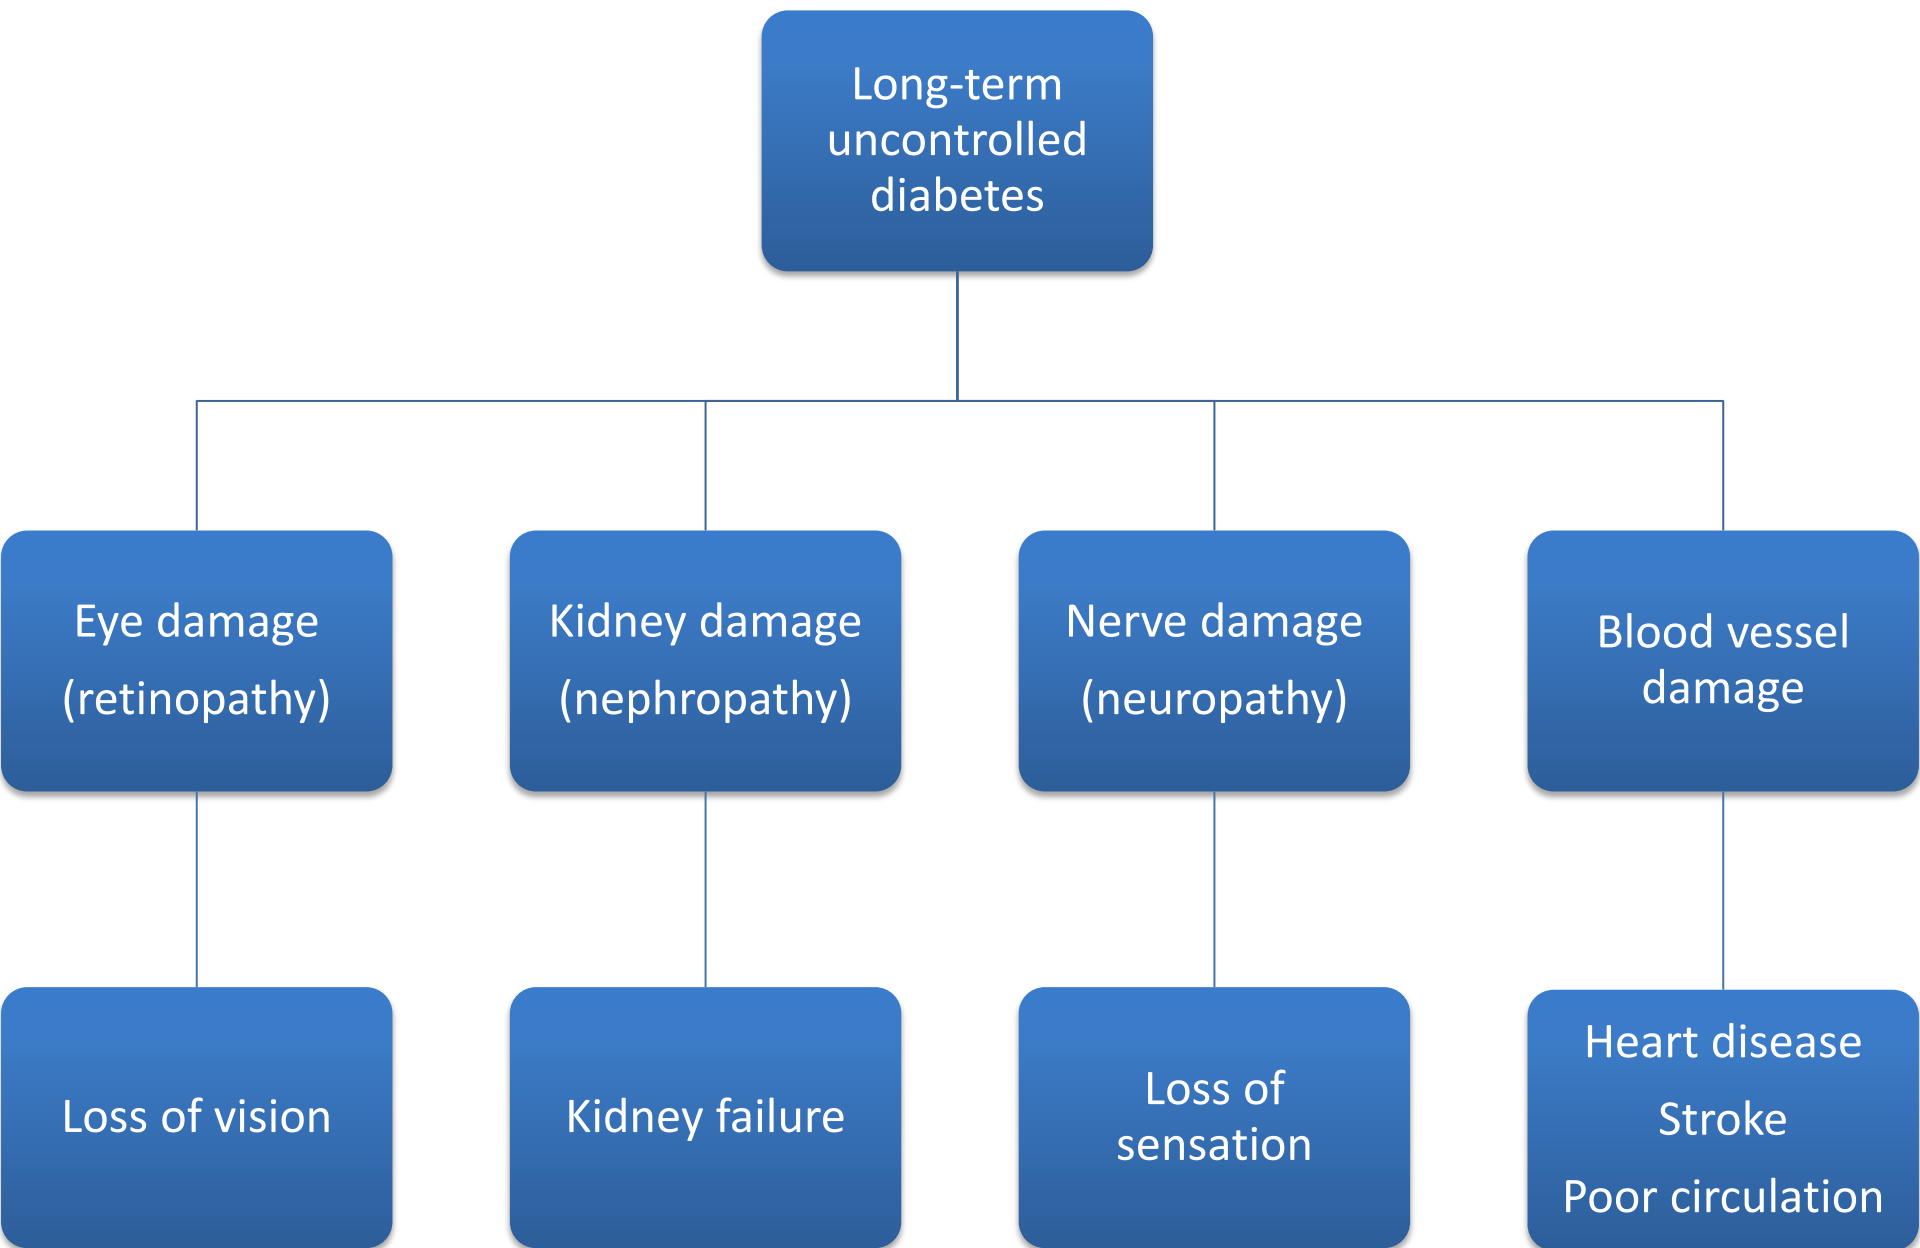 Long-term
uncontrolled
diabetes
Eye damage
(retinopathy)
Kidney damage
(nephropathy)
Nerve damage
(neuropathy)
Blood vessel
damage
Loss of vision
Kidney failure
Loss of
sensation
Heart disease
Stroke
Poor circulation